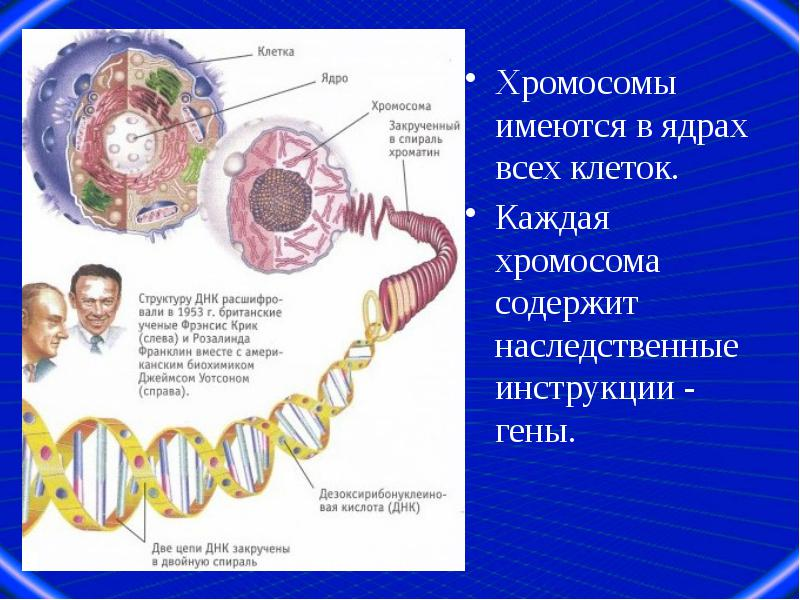 Клетка
Ядро
Хромосома
Закрученный
в спираль
хроматин
Структуру ДНК расшифро-
вали в 1953 г. британские
ученые Фрэнсис Крик
(слева) и Розалинда
Франклин вместе с амери-
канским биохимиком
Джеймсом Уотсоном
(справа).
Дезоксирибонуклеино-
вая кислота (ДНК)
Две цепи ДНК закручены
в двойную спираль
• Хромосомы
имеются в ядрах
всех клеток.
• Каждая
хромосома
содержит
наследственные
инструкции -
гены.